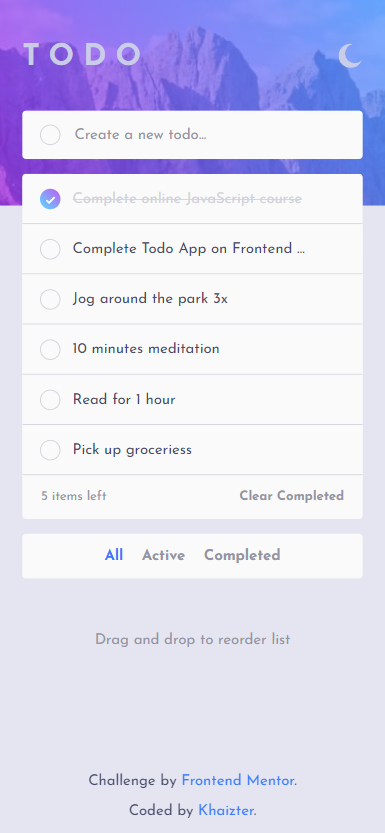 TODO
Create a new todo...
Complete online JavaScript course
Complete Todo App on Frontend ...
Jog around the park 3x
10 minutes meditation
Read for 1 hour
Pick up groceriess
5 items left Clear Completed
All Active Completed
Drag and drop to reorder list
Challenge by Frontend Mentor.
Coded by Khaizter.